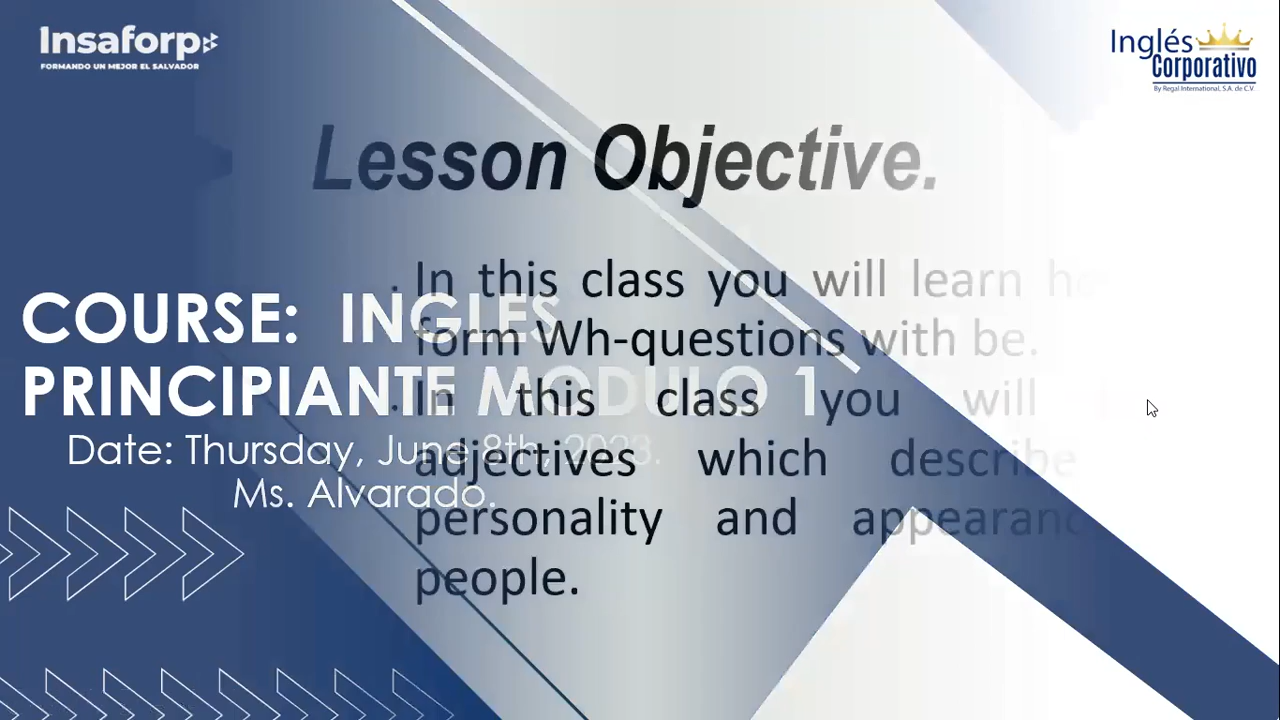 Insaforp
FORMANDO UN MEJOR EL SALVADOR
Inglés
Corporativo
By Regal International, S.A. de C.V.
Lesson Objective.
In this class you will learn
form Wh-questions with be.
In this class you will
adjectives which describe
personality and
people.
COURSE: INGLES
PRINCIPIANTE MODULO 1
Date: Thursday, June 8th, 2023.
Ms. Alvarado.